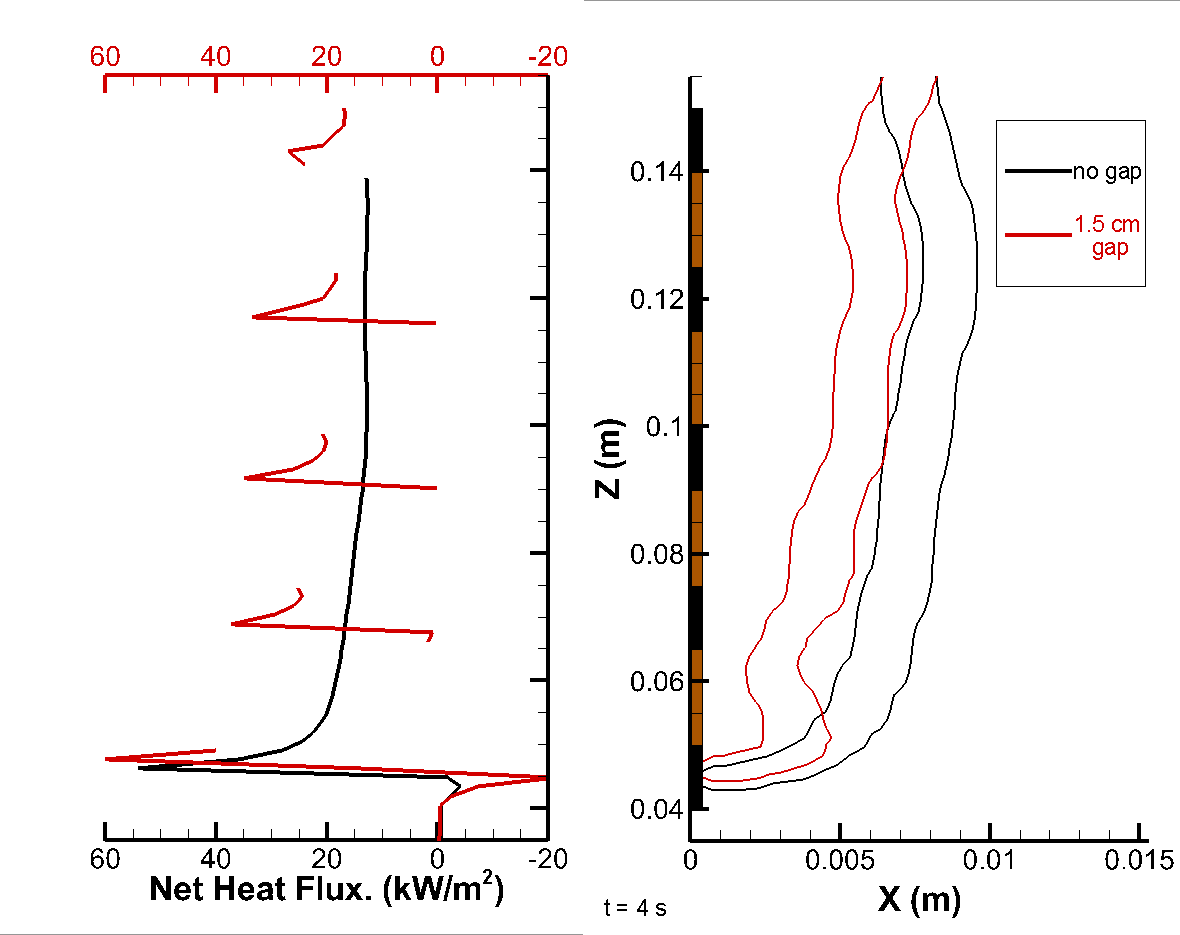 60 40 20 0 -20
60 40 20 0 -20
Net Heat Flux. (kW/m²)
0.14
0.12
0.1
0.08
0.06
0.04
Z (m)
0 0.005 0.01 0.015
X (m)
t = 4 s
no gap
1.5 cm
gap